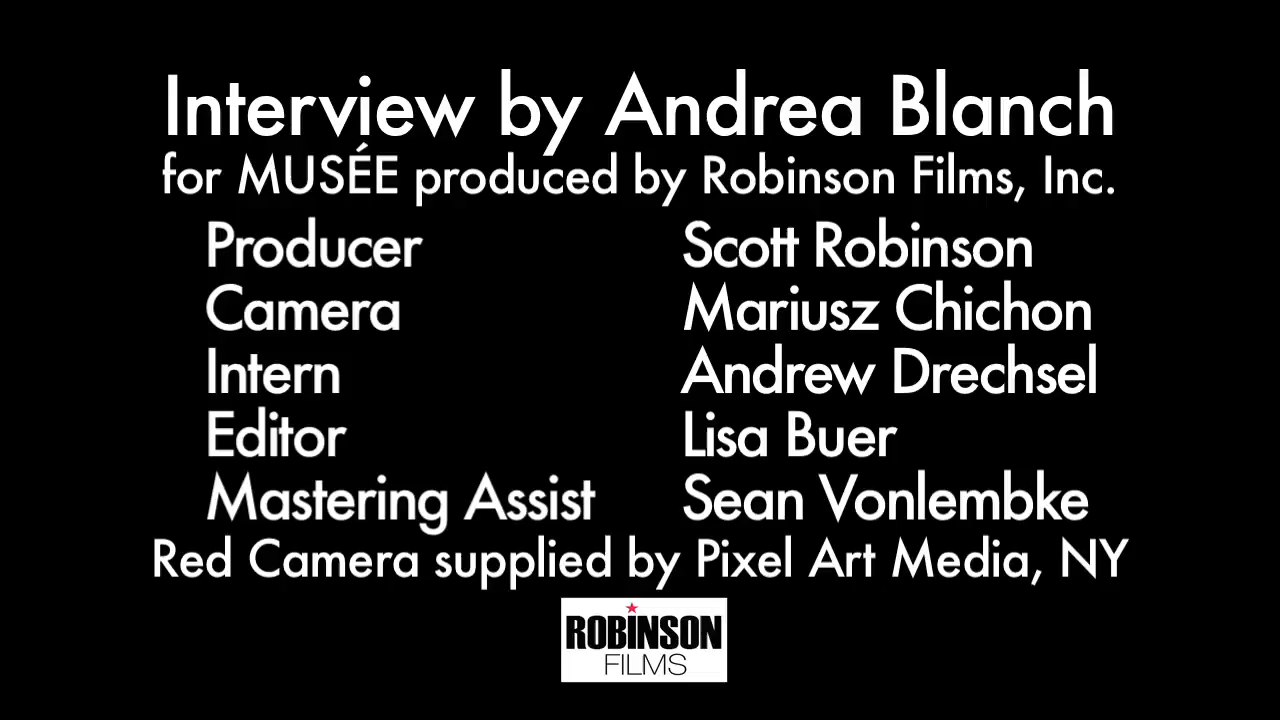 Interview by Andrea Blanch
for MUSÉE produced by Robinson Films, Inc.
Producer Scott Robinson
Camera Mariusz Chichon
Intern Andrew Drechsel
Editor Lisa Buer
Mastering Assist Sean Vonlembke
Red Camera supplied by Pixel Art Media, NY
ROBINSON
FILMS